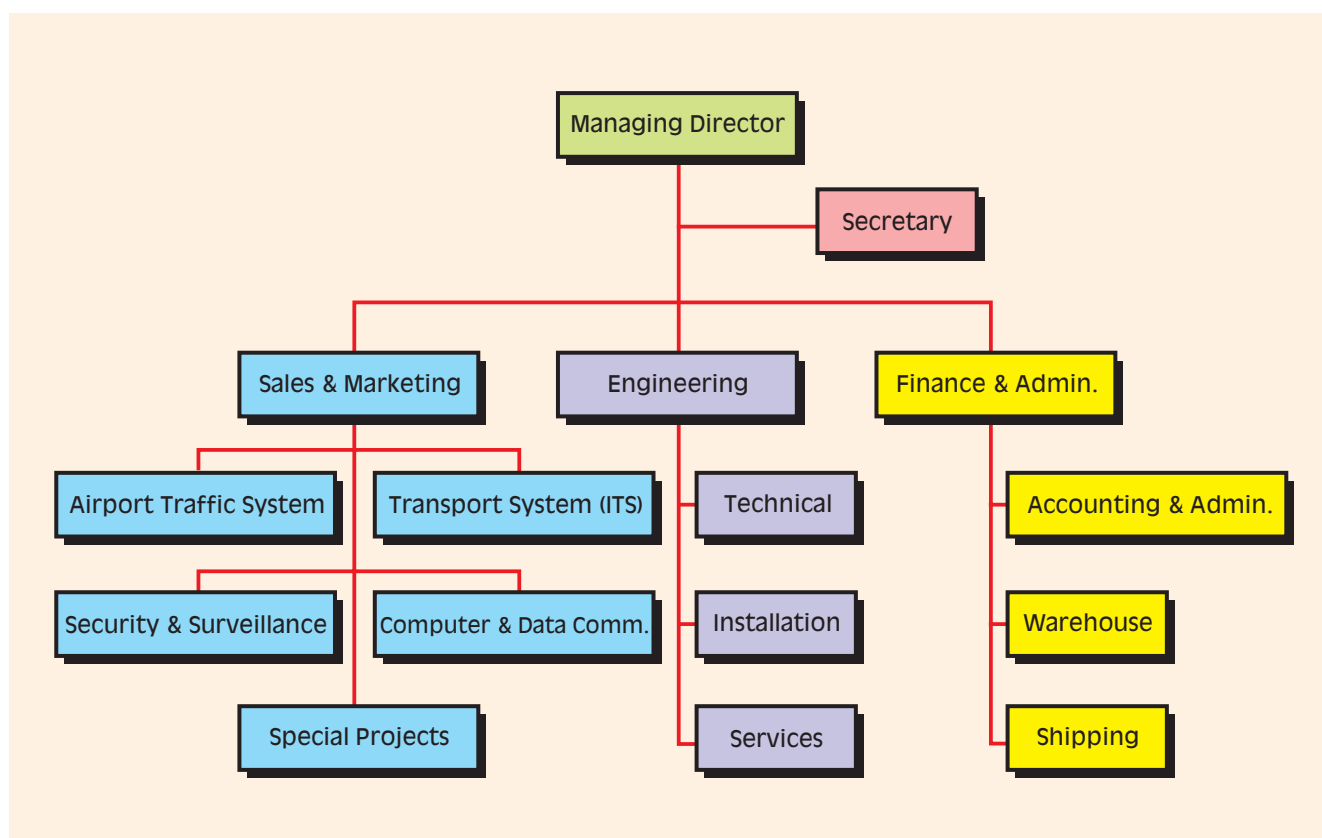 Managing Director
Secretary
Sales & Marketing
Engineering
Finance & Admin.
Airport Traffic System
Transport System (ITS)
Technical
Accounting & Admin.
Security & Surveillance
Computer & Data Comm.
Installation
Warehouse
Special Projects
Services
Shipping